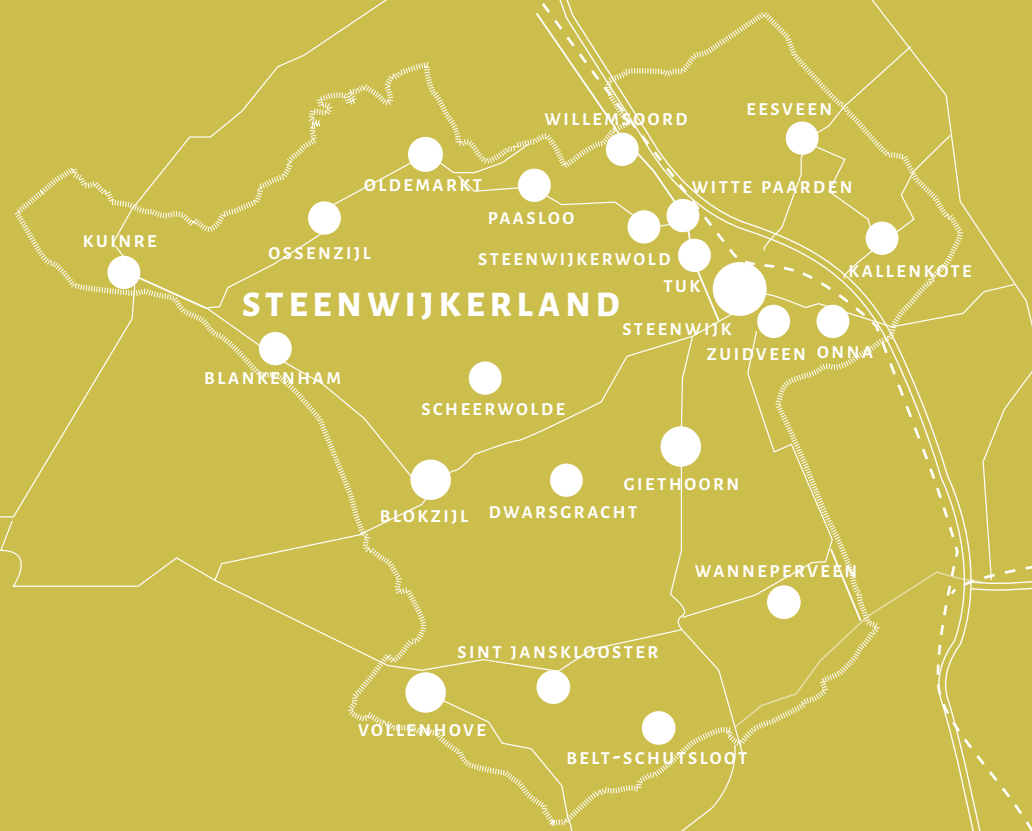 EESVEEN
WILLEMSOORD
OLDEMARKT
WITTE PAARDEN
PAASLOO
KUINRE
OSSENZIJL
STEENWIJKERWOLD
KALLENKOTE
TUK
STEENWIJKERLAND
STEENWIJK
ZUIDVEEN
ONNA
BLANKENHAM
SCHEERWOLDE
GIETHOORN
BLOKZIJL
DWARSGRACHT
WANNEPERVEEN
SINT JANSKLOOSTER
VOLLENHOVE
BELT-SCHUTSLOOT